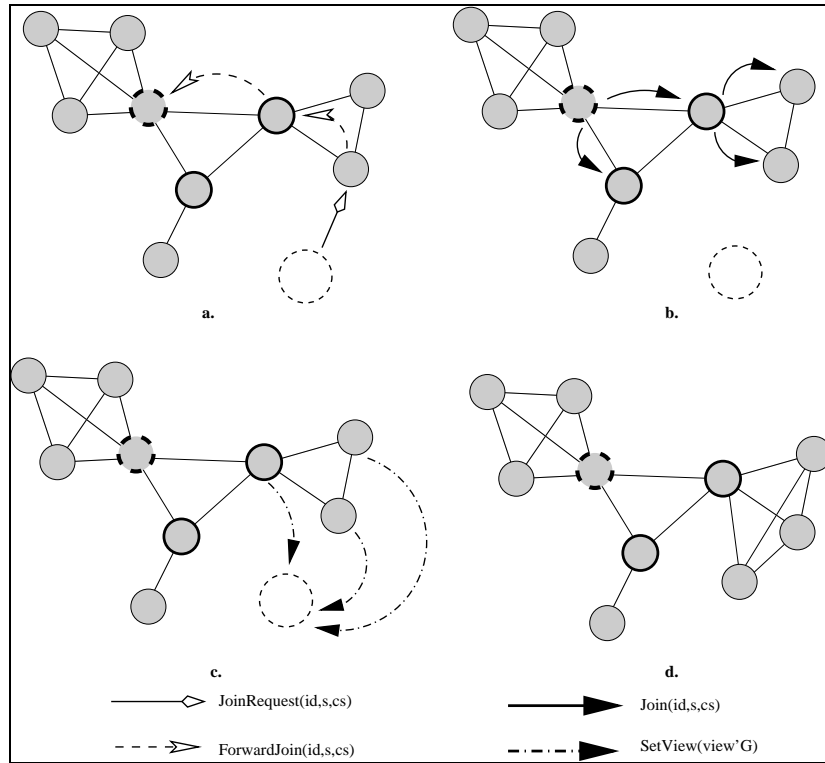 a.
b.
c.
d.
JoinRequest(id,s,cs)
Join(id,s,cs)
ForwardJoin(id,s,cs)
SetView(view'G)